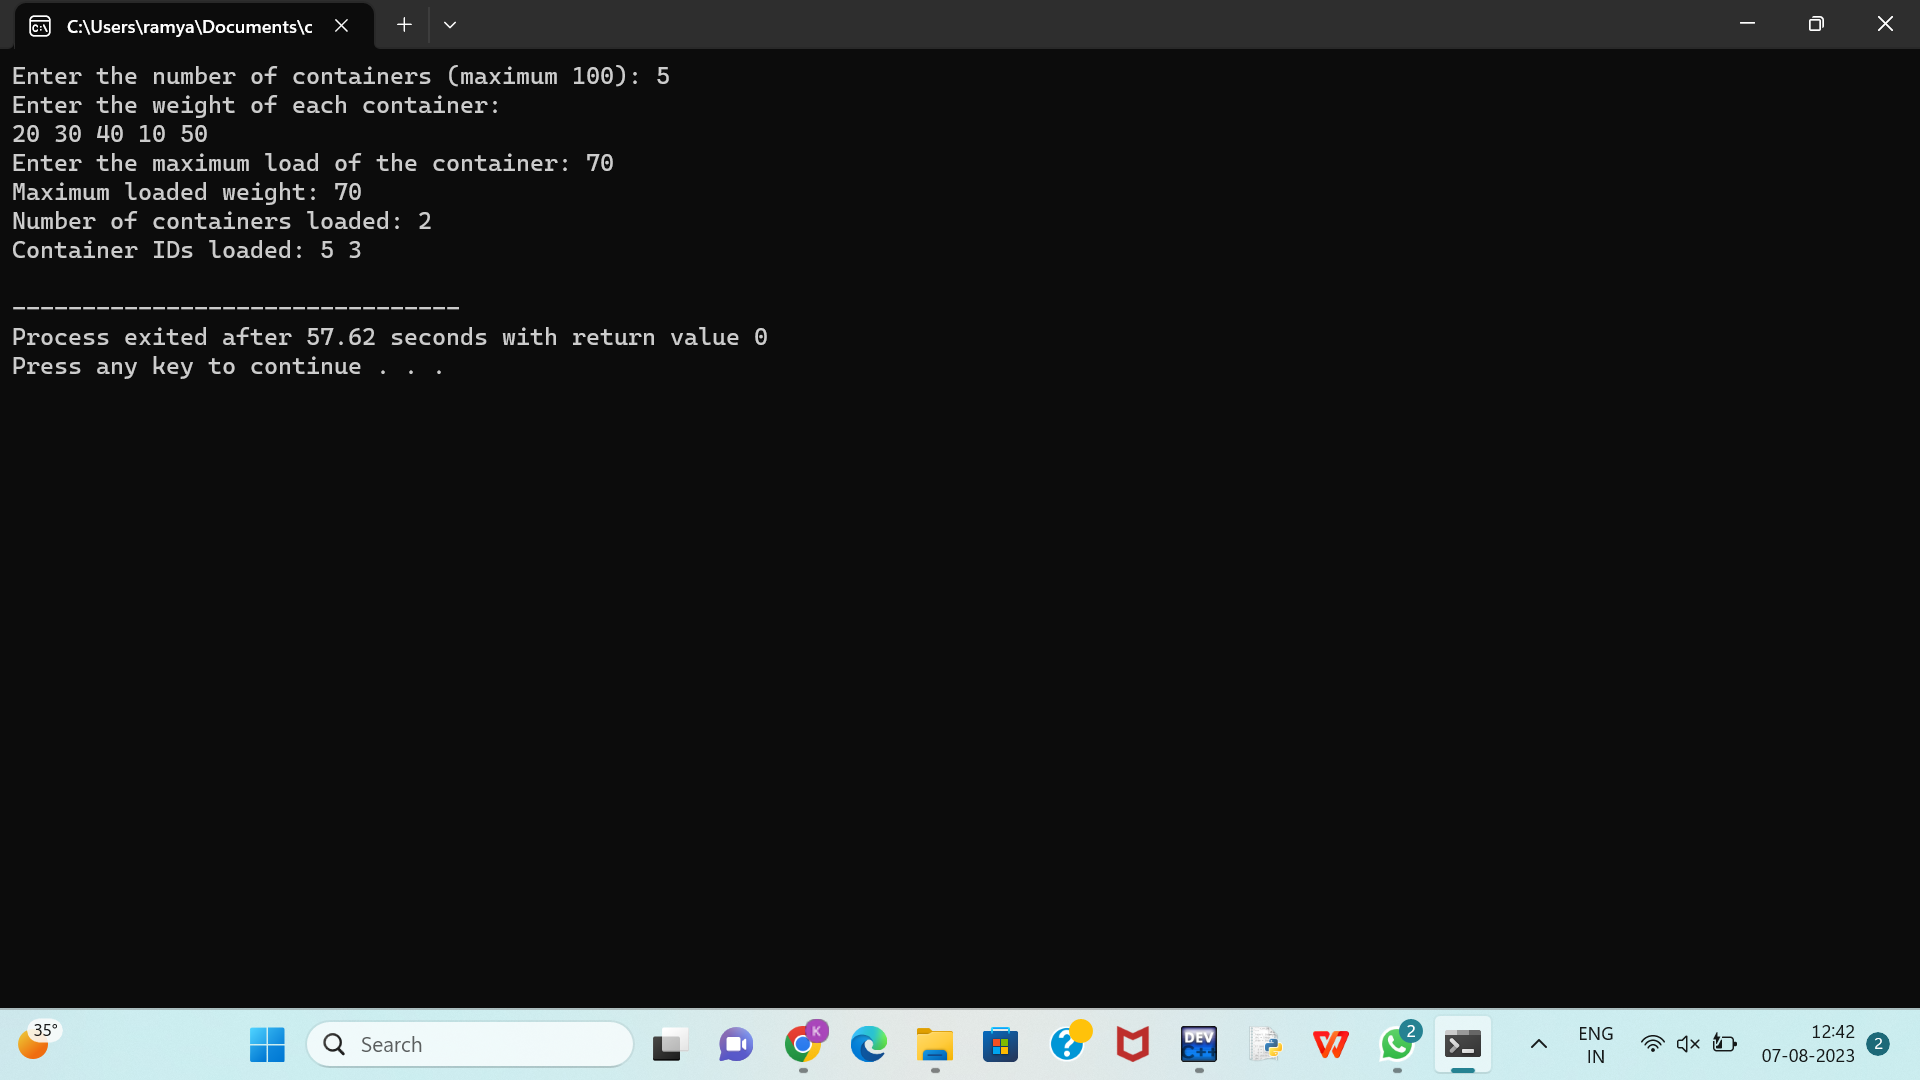 C:\Users\ramya\Documents\c
Enter the number of containers (maximum 100): 5
Enter the weight of each container:
20 30 40 10 50
Enter the maximum load of the container: 70
Maximum loaded weight: 70
Number of containers loaded: 2
Container IDs loaded: 5 3
--------------------------------
Process exited after 57.62 seconds with return value 0
Press any key to continue . . .
35°
Search
K
DEV
C++
2
ENG
IN
12:42
07-08-2023
2